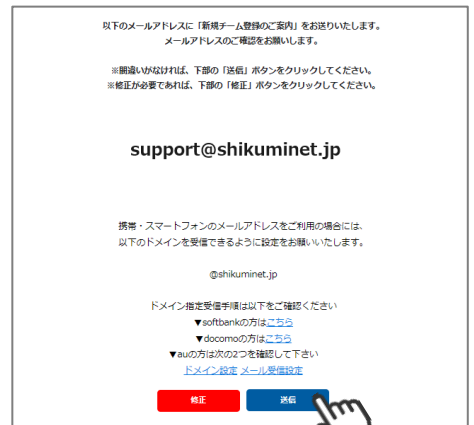 以下のメールアドレスに「新規チーム登録のご案内」をお送りいたします。
メールアドレスのご確認をお願いします。
※間違いがなければ、下部の「送信」ボタンをクリックしてください。
※修正が必要であれば、下部の「修正」ボタンをクリックしてください。
support@shikuminet.jp
携帯・スマートフォンのメールアドレスをご利用の場合には、
以下のドメインを受信できるように設定をお願いいたします。
@shikuminet.jp
ドメイン指定受信手順は以下をご確認ください
▼softbankの方はこちら
▼docomoの方はこちら
▼auの方は次の2つを確認して下さい
ドメイン設定 メール受信設定
修正 送信